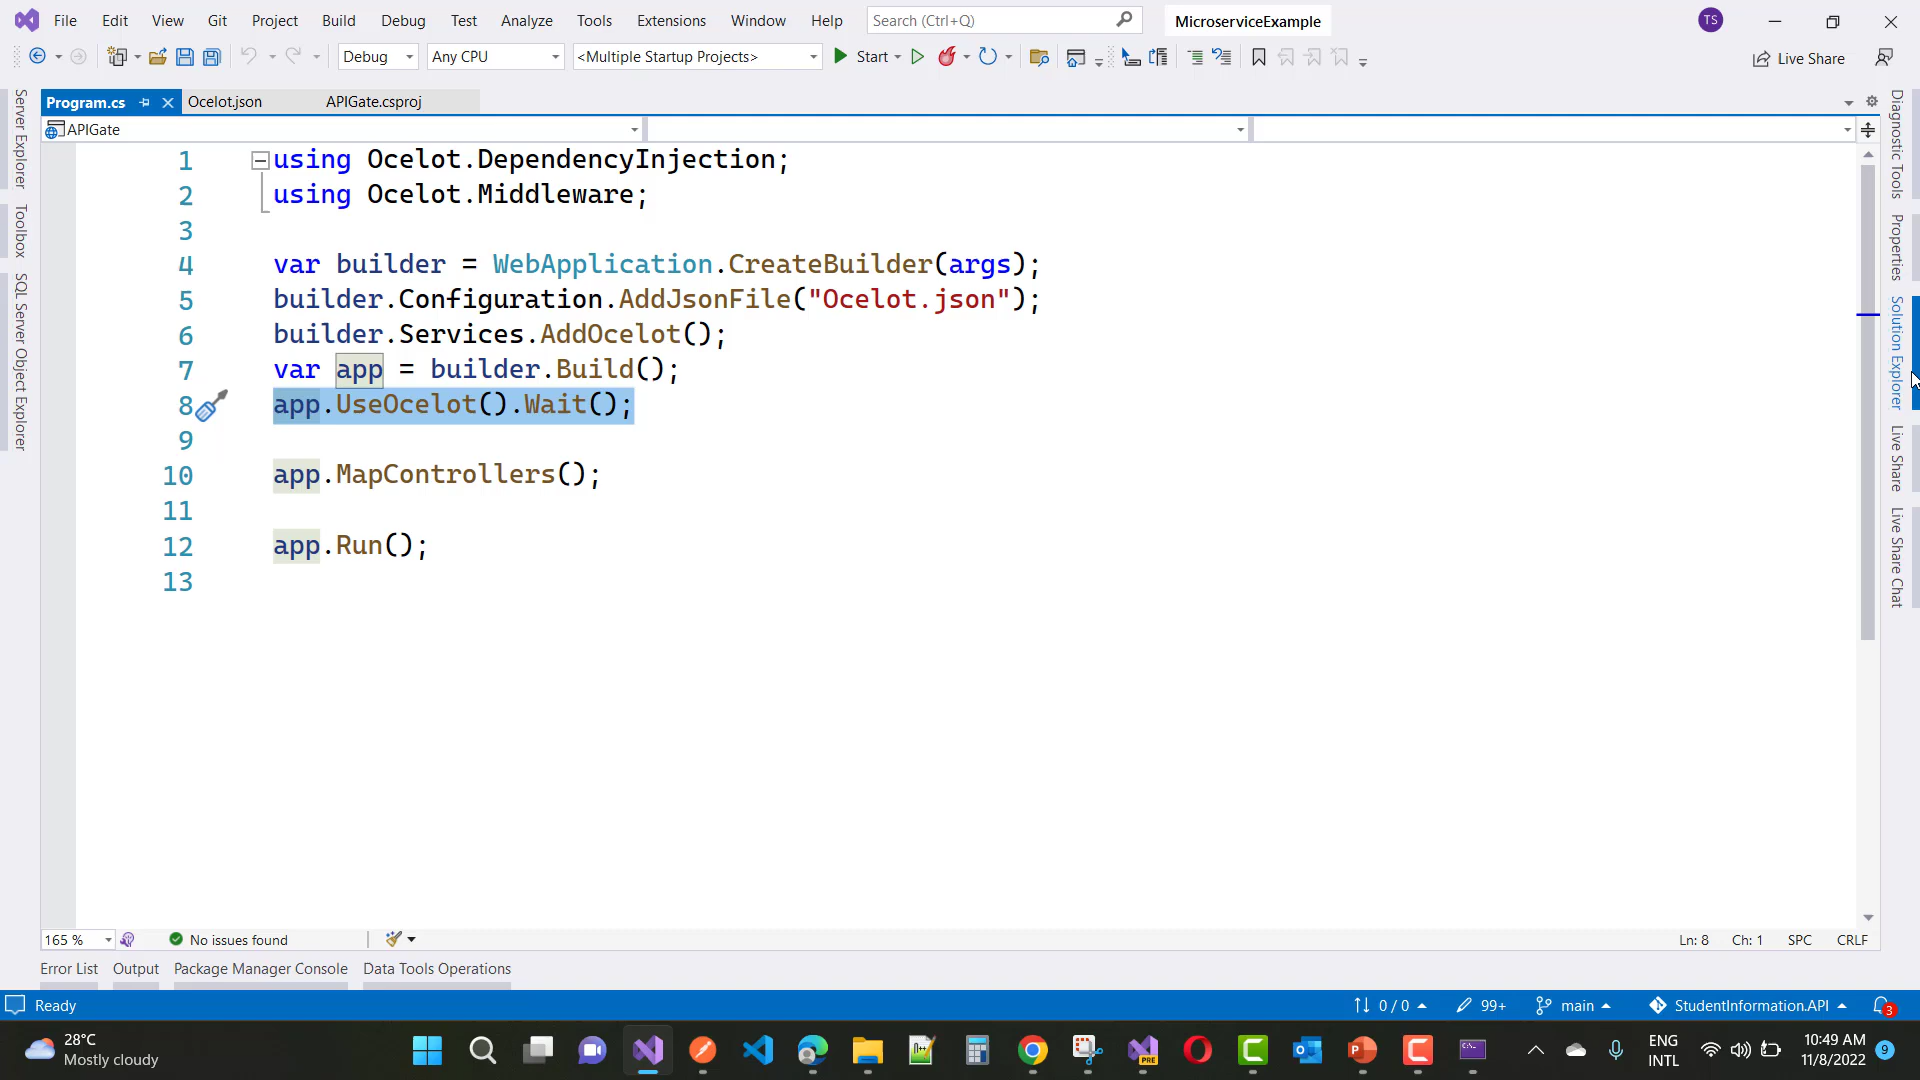 File Edit View Git Project Build Debug Test Analyze Tools Extensions Window Help Search (Ctrl+Q) MicroserviceExample TS
Debug Any CPU <Multiple Startup Projects> Start Live Share
Program.cs Ocelot.json APIGate.csproj
APIGate
Server Explorer
Toolbox
SQL Server Object Explorer
1 using Ocelot.DependencyInjection;
2 using Ocelot.Middleware;
3
4 var builder = WebApplication.CreateBuilder(args);
5 builder.Configuration.AddJsonFile("Ocelot.json");
6 builder.Services.AddOcelot();
7 var app = builder.Build();
8 app.UseOcelot().Wait();
9
10 app.MapControllers();
11
12 app.Run();
13
Diagnostic Tools
Properties
Solution Explorer
Live Share
Live Share Chat
165 % No issues found Ln: 8 Ch: 1 SPC CRLF
Error List Output Package Manager Console Data Tools Operations
Ready 0 / 0 99+ main StudentInformation.API 3
28°C
Mostly cloudy
PRE
ENG
INTL
10:49 AM
11/8/2022
9